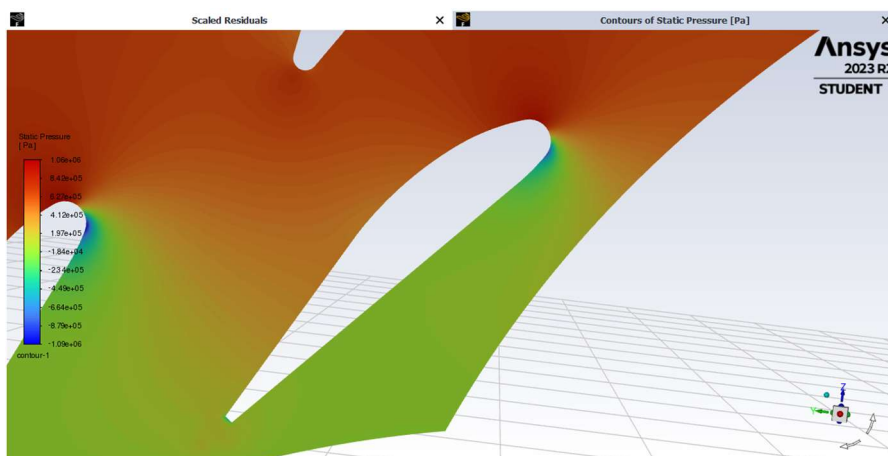 Scaled Residuals
×
Contours of Static Pressure [Pa]
×
Ansys
2023 R2
STUDENT
Static Pressure
[ Pa ]
1.06e+06
8.42e+05
6.27e+05
4.12e+05
1.97e+05
-1.84e+04
-2.34e+05
-4.49e+05
-6.64e+05
-8.79e+05
-1.09e+06
contour-1
Z
Y